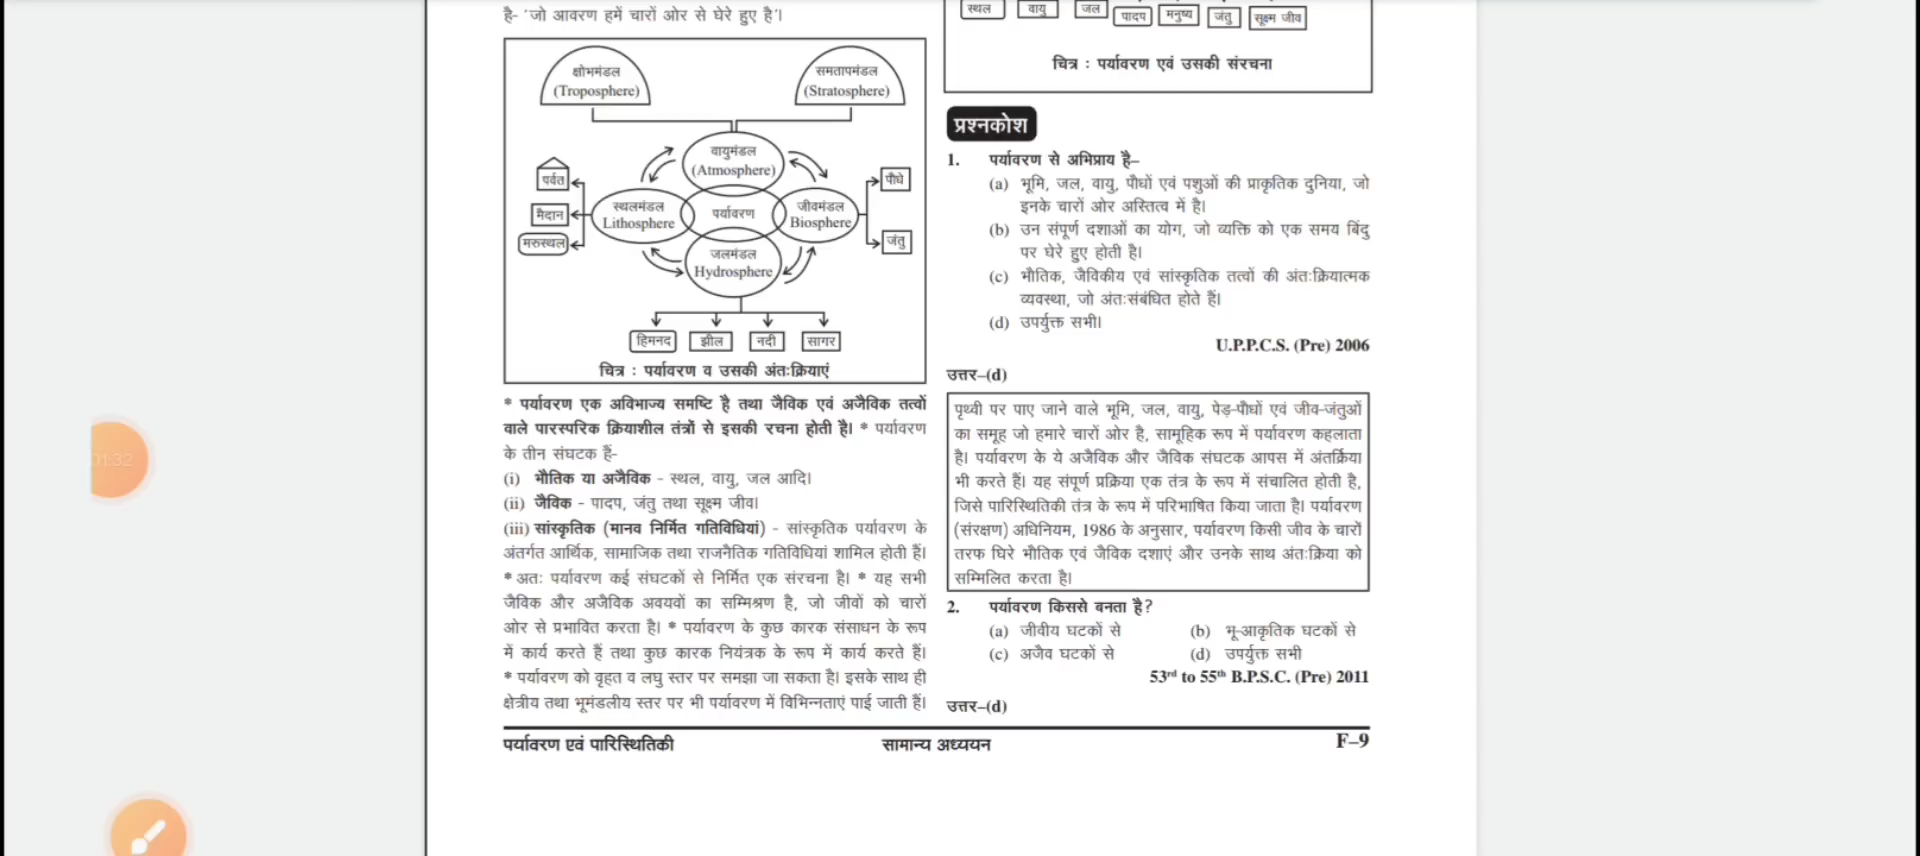 है- 'जो आवरण हमें चारों ओर से घेरे हुए है'।
क्षोभमंडल
(Troposphere)
समतापमंडल
(Stratosphere)
वायुमंडल
(Atmosphere)
पर्वत
मैदान
मरुस्थल
स्थलमंडल
Lithosphere
पर्यावरण
जीवमंडल
Biosphere
पौधे
जंतु
जलमंडल
Hydrosphere
हिमनद
झील
नदी
सागर
चित्र : पर्यावरण व उसकी अंतःक्रियाएं
* पर्यावरण एक अविभाज्य समष्टि है तथा जैविक एवं अजैविक तत्वों
वाले पारस्परिक क्रियाशील तंत्रों से इसकी रचना होती है। * पर्यावरण
के तीन संघटक हैं-
(i) भौतिक या अजैविक - स्थल, वायु, जल आदि।
(ii) जैविक - पादप, जंतु तथा सूक्ष्म जीव।
(iii) सांस्कृतिक (मानव निर्मित गतिविधियां) - सांस्कृतिक पर्यावरण के
अंतर्गत आर्थिक, सामाजिक तथा राजनैतिक गतिविधियां शामिल होती हैं।
* अतः पर्यावरण कई संघटकों से निर्मित एक संरचना है। * यह सभी
जैविक और अजैविक अवयवों का सम्मिश्रण है, जो जीवों को चारों
ओर से प्रभावित करता है। * पर्यावरण के कुछ कारक संसाधन के रूप
में कार्य करते हैं तथा कुछ कारक नियंत्रक के रूप में कार्य करते हैं।
* पर्यावरण को वृहत व लघु स्तर पर समझा जा सकता है। इसके साथ ही
क्षेत्रीय तथा भूमंडलीय स्तर पर भी पर्यावरण में विभिन्नताएं पाई जाती हैं।
स्थल
वायु
जल
पादप
मनुष्य
जंतु
सूक्ष्म जीव
चित्र : पर्यावरण एवं उसकी संरचना
प्रश्नकोश
1. पर्यावरण से अभिप्राय है–
(a) भूमि, जल, वायु, पौधों एवं पशुओं की प्राकृतिक दुनिया, जो
इनके चारों ओर अस्तित्व में है।
(b) उन संपूर्ण दशाओं का योग, जो व्यक्ति को एक समय बिंदु
पर घेरे हुए होती है।
(c) भौतिक, जैविकीय एवं सांस्कृतिक तत्वों की अंतःक्रियात्मक
व्यवस्था, जो अंतःसंबंधित होते हैं।
(d) उपर्युक्त सभी।
U.P.P.C.S. (Pre) 2006
उत्तर–(d)
पृथ्वी पर पाए जाने वाले भूमि, जल, वायु, पेड़-पौधों एवं जीव-जंतुओं
का समूह जो हमारे चारों ओर है, सामूहिक रूप में पर्यावरण कहलाता
है। पर्यावरण के ये अजैविक और जैविक संघटक आपस में अंतर्क्रिया
भी करते हैं। यह संपूर्ण प्रक्रिया एक तंत्र के रूप में संचालित होती है,
जिसे पारिस्थितिकी तंत्र के रूप में परिभाषित किया जाता है। पर्यावरण
(संरक्षण) अधिनियम, 1986 के अनुसार, पर्यावरण किसी जीव के चारों
तरफ घिरे भौतिक एवं जैविक दशाएं और उनके साथ अंतःक्रिया को
सम्मिलित करता है।
2. पर्यावरण किससे बनता है?
(a) जीवीय घटकों से (b) भू-आकृतिक घटकों से
(c) अजैव घटकों से (d) उपर्युक्त सभी
53rd to 55th B.P.S.C. (Pre) 2011
उत्तर–(d)
पर्यावरण एवं पारिस्थितिकी सामान्य अध्ययन F–9
01:32